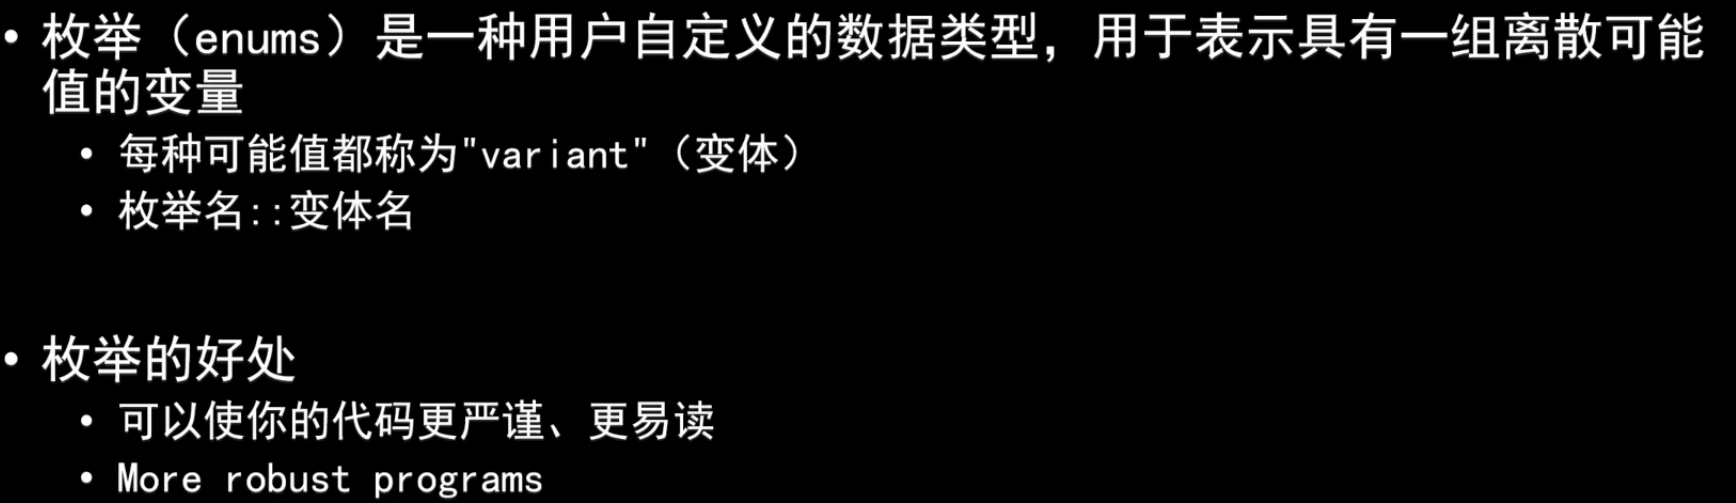 • 枚举（enums）是一种用户自定义的数据类型，用于表示具有一组离散可能
值的变量
• 每种可能值都称为"variant"（变体）
• 枚举名::变体名
• 枚举的好处
• 可以使你的代码更严谨、更易读
• More robust programs